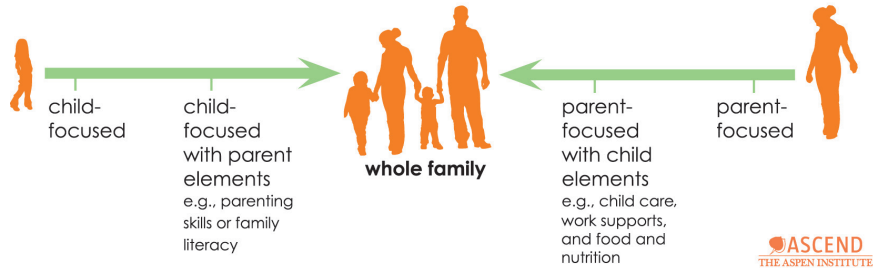 child-
focused
child-
focused
with parent
elements
e.g., parenting
skills or family
literacy
whole family
parent-
focused
with child
elements
e.g., child care,
work supports,
and food and
nutrition
parent-
focused
ASCEND
THE ASPEN INSTITUTE